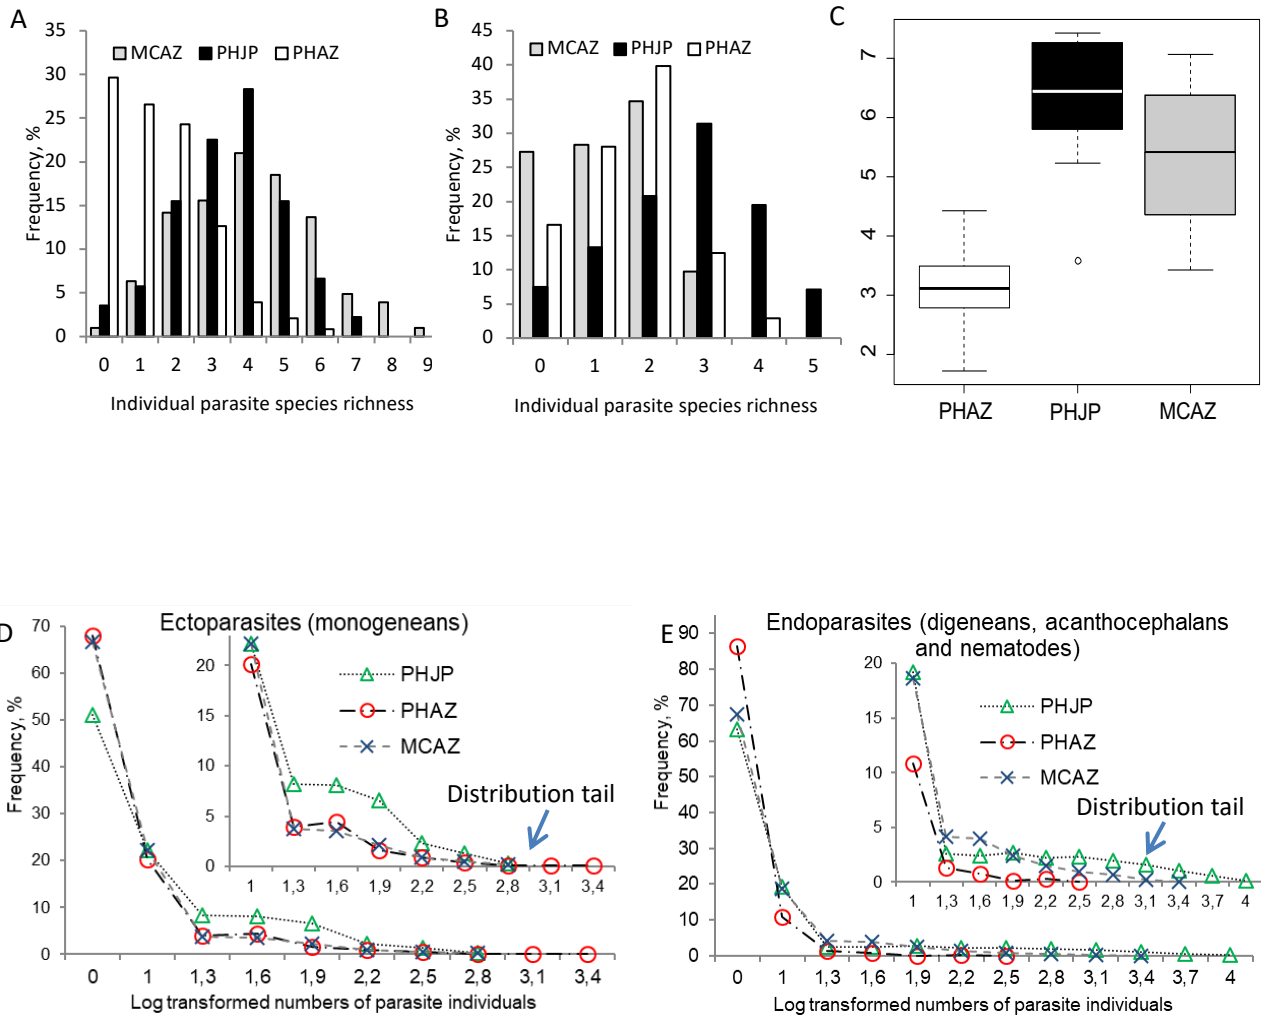 A
35
30
25
20
15
10
5
0
Frequency, %
MCAZ PHJP PHAZ
0 1 2 3 4 5 6 7 8 9
Individual parasite species richness
B
45
40
35
30
25
20
15
10
5
0
Frequency, %
MCAZ PHJP PHAZ
0 1 2 3 4 5
Individual parasite species richness
C
7
6
5
4
3
2
PHAZ PHJP MCAZ
D
Ectoparasites (monogeneans)
70
60
50
40
30
20
10
0
Frequency, %
20
15
10
5
0
PHJP
PHAZ
MCAZ
Distribution tail
1 1,3 1,6 1,9 2,2 2,5 2,8 3,1 3,4
0 1 1,3 1,6 1,9 2,2 2,5 2,8 3,1 3,4
Log transformed numbers of parasite individuals
E
Endoparasites (digeneans, acanthocephalans
and nematodes)
90
80
70
60
50
40
30
20
10
0
Frequency, %
20
15
10
5
0
PHJP
PHAZ
MCAZ
Distribution tail
1 1,3 1,6 1,9 2,2 2,5 2,8 3,1 3,4 3,7 4
0 1 1,3 1,6 1,9 2,2 2,5 2,8 3,1 3,4 3,7 4
Log transformed numbers of parasite individuals